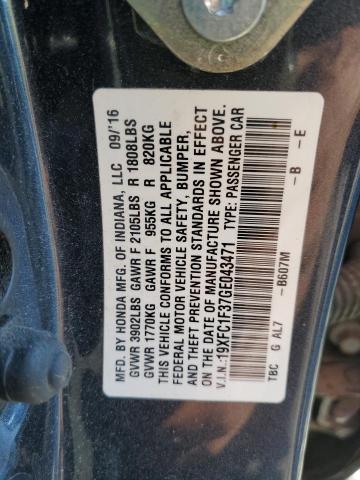 MFD. BY HONDA MFG. OF INDIANA, LLC 09/'16
GVWR 3902LBS GAWR F 2105LBS R 1808LBS
GVWR 1770KG GAWR F 955KG R 820KG
THIS VEHICLE CONFORMS TO ALL APPLICABLE
FEDERAL MOTOR VEHICLE SAFETY, BUMPER,
AND THEFT PREVENTION STANDARDS IN EFFECT
ON THE DATE OF MANUFACTURE SHOWN ABOVE.
V.I.N.:19XFC1F37GE043471 TYPE: PASSENGER CAR
-B607M -B -E
TBC G AL7